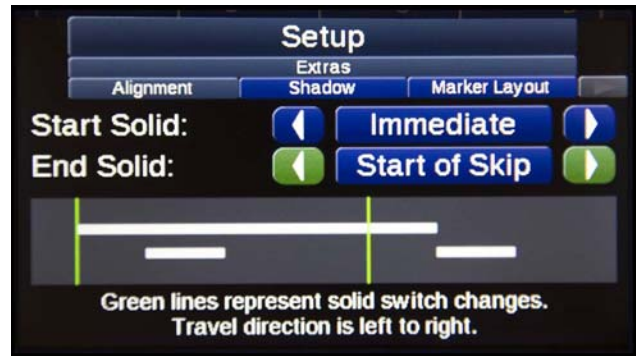 Setup
Extras
Alignment Shadow Marker Layout
Start Solid: Immediate
End Solid: Start of Skip
Green lines represent solid switch changes.
Travel direction is left to right.